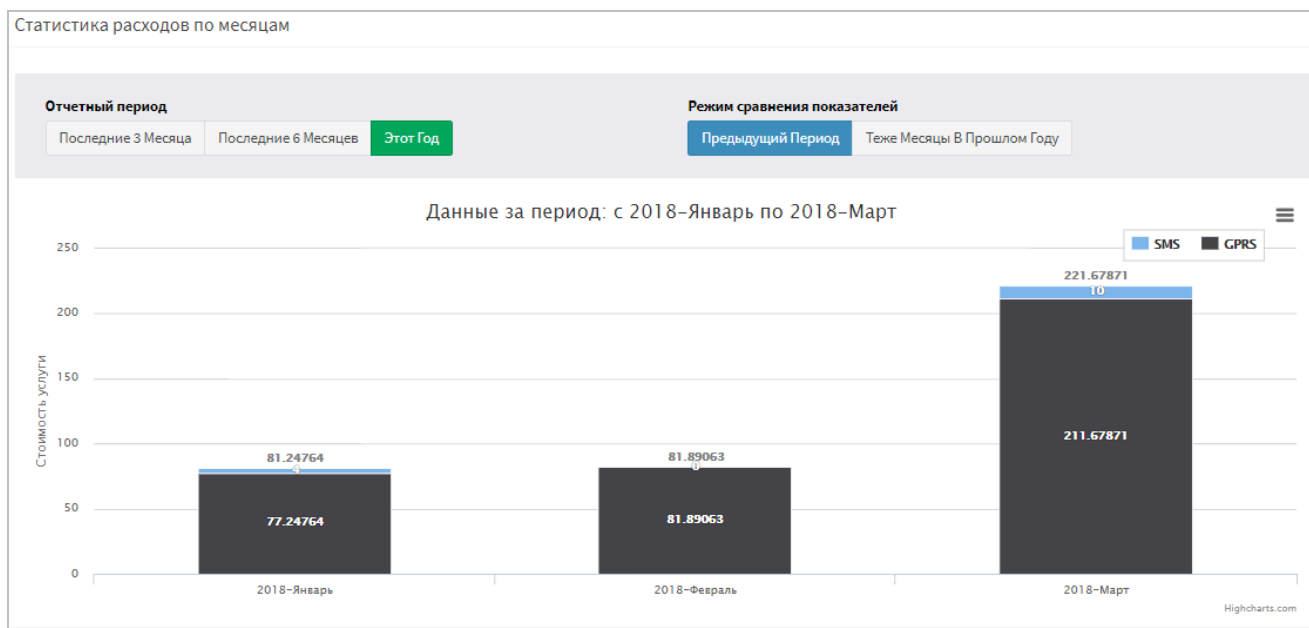 Статистика расходов по месяцам
Отчетный период
Режим сравнения показателей
Последние 3 Месяца
Последние 6 Месяцев
Этот Год
Предыдущий Период
Теже Месяцы В Прошлом Году
Данные за период: с 2018-Январь по 2018-Март
SMS
GPRS
Стоимость услуги
250
200
150
100
50
0
81.24764
4
77.24764
81.89063
0
81.89063
221.67871
10
211.67871
2018-Январь
2018-Февраль
2018-Март
Highcharts.com